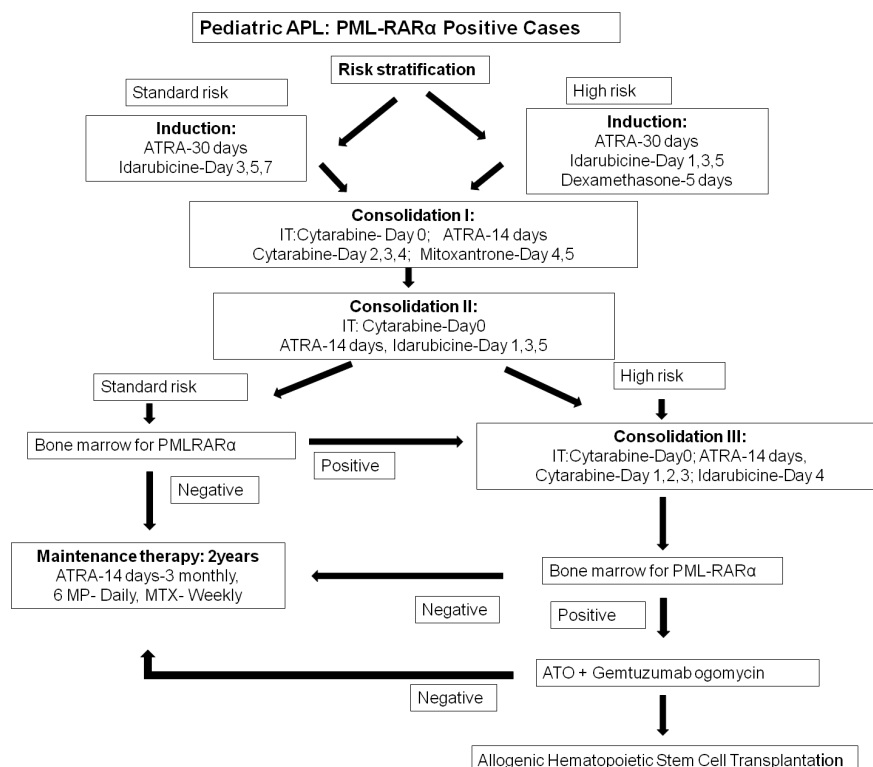 Pediatric APL: PML-RARα Positive Cases
Risk stratification
Standard risk
High risk
Induction:
ATRA-30 days
Idarubicine-Day 3,5,7
Induction:
ATRA-30 days
Idarubicine-Day 1,3,5
Dexamethasone-5 days
Consolidation I:
IT:Cytarabine- Day 0; ATRA-14 days
Cytarabine-Day 2,3,4; Mitoxantrone-Day 4,5
Consolidation II:
IT: Cytarabine-Day0
ATRA-14 days, Idarubicine-Day 1,3,5
Standard risk
High risk
Bone marrow for PMLRARα
Positive
Negative
Consolidation III:
IT:Cytarabine-Day0; ATRA-14 days,
Cytarabine-Day 1,2,3; Idarubicine-Day 4
Maintenance therapy: 2years
ATRA-14 days-3 monthly,
6 MP- Daily, MTX- Weekly
Bone marrow for PML-RARα
Negative
Positive
ATO + Gemtuzumab ogomycin
Negative
Allogenic Hematopoietic Stem Cell Transplantation